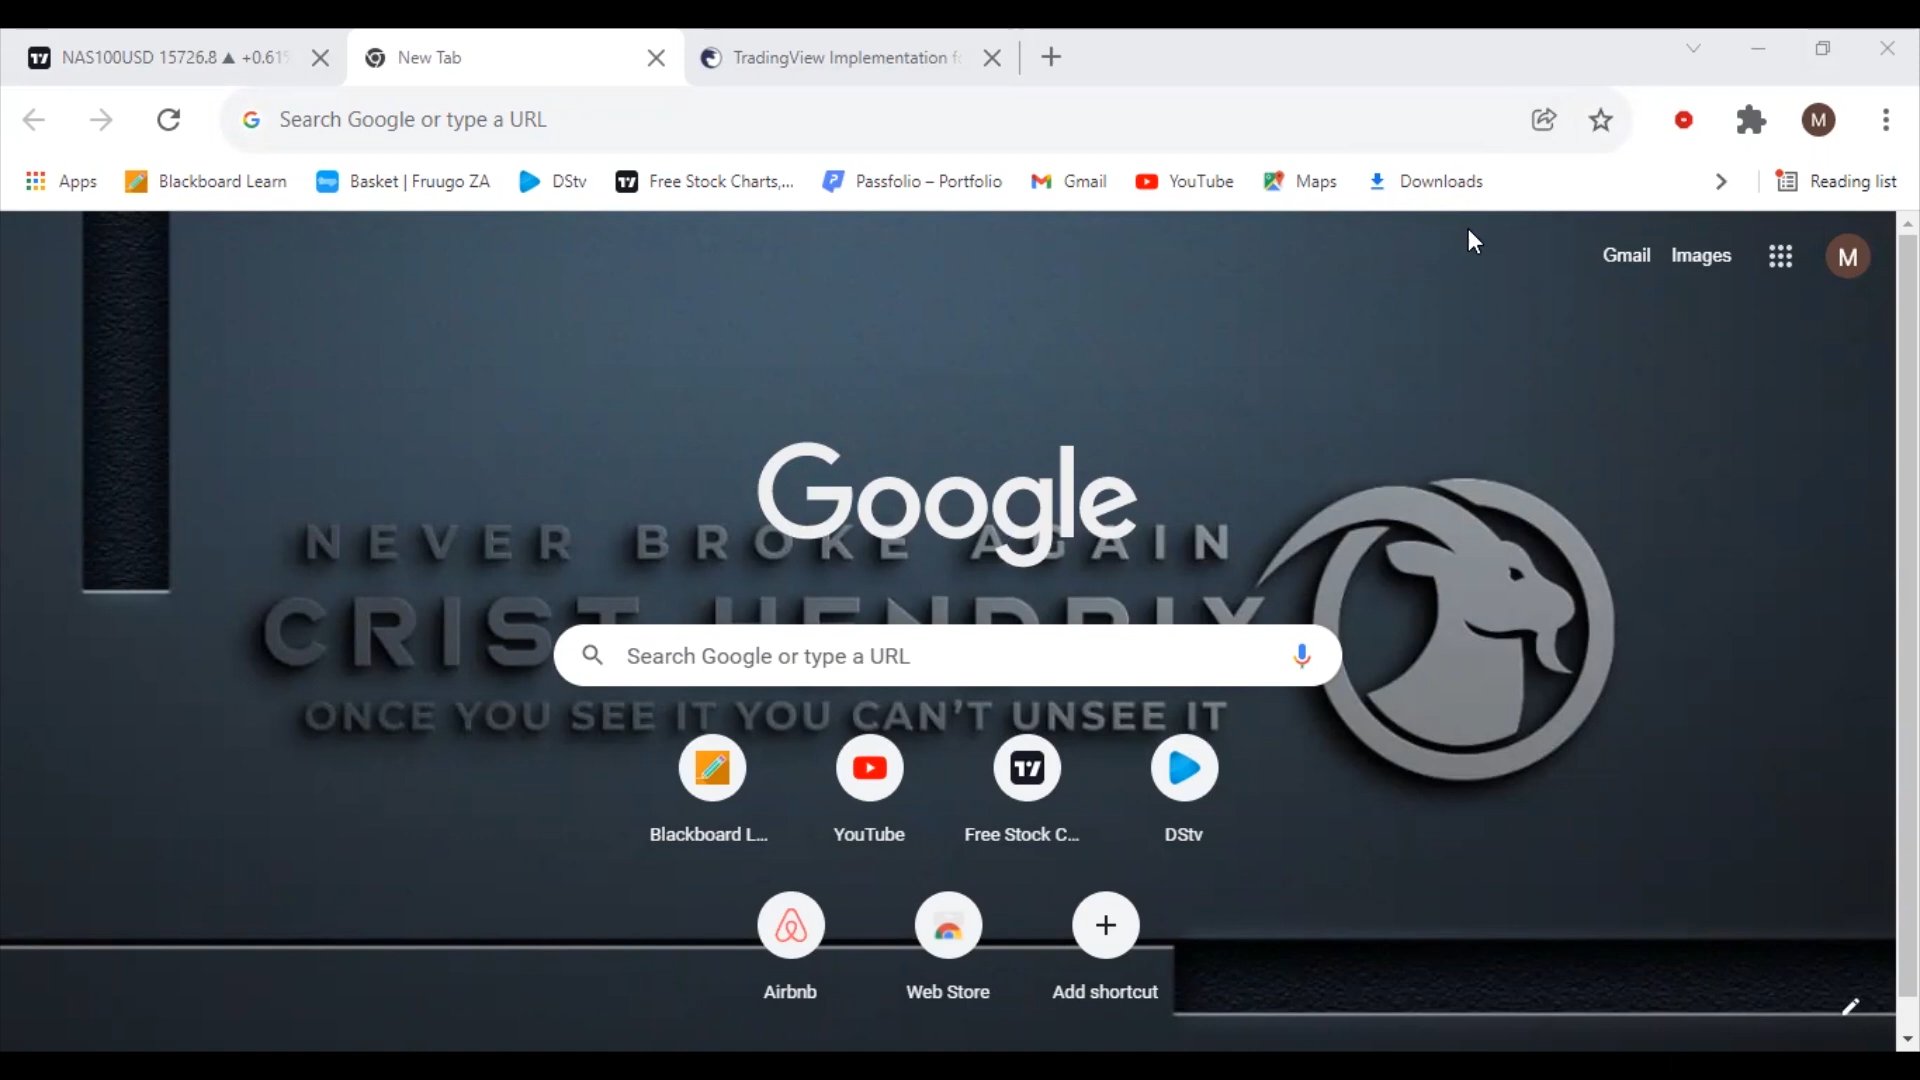 NAS100USD 15726.8 ▲ +0.61%
New Tab
TradingView Implementation f
Search Google or type a URL
M
Apps
Blackboard Learn
Basket | Fruugo ZA
DStv
Free Stock Charts,...
Passfolio – Portfolio
Gmail
YouTube
Maps
Downloads
Reading list
Gmail
Images
M
Google
NEVER BROKE AGAIN
CRIST HENDRIX
Search Google or type a URL
ONCE YOU SEE IT YOU CAN'T UNSEE IT
Blackboard L...
YouTube
Free Stock C...
DStv
Airbnb
Web Store
Add shortcut